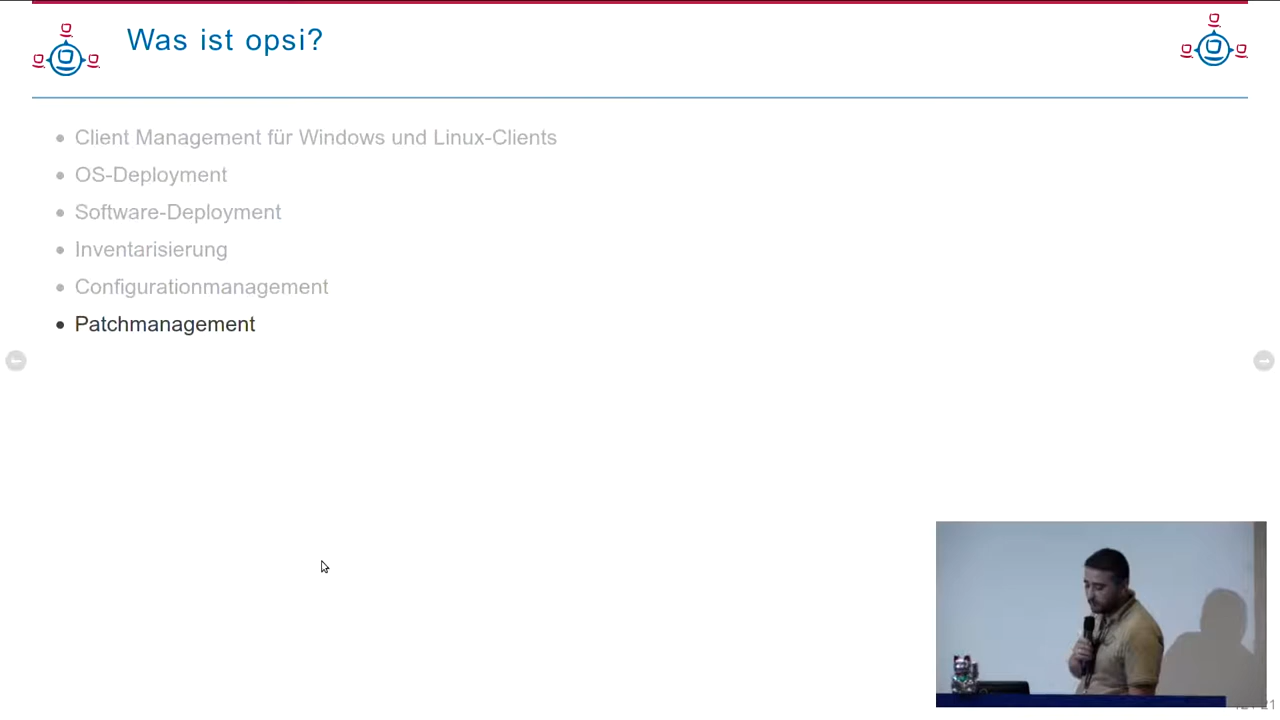 Was ist opsi?
Client Management für Windows und Linux-Clients
OS-Deployment
Software-Deployment
Inventarisierung
Configurationmanagement
Patchmanagement